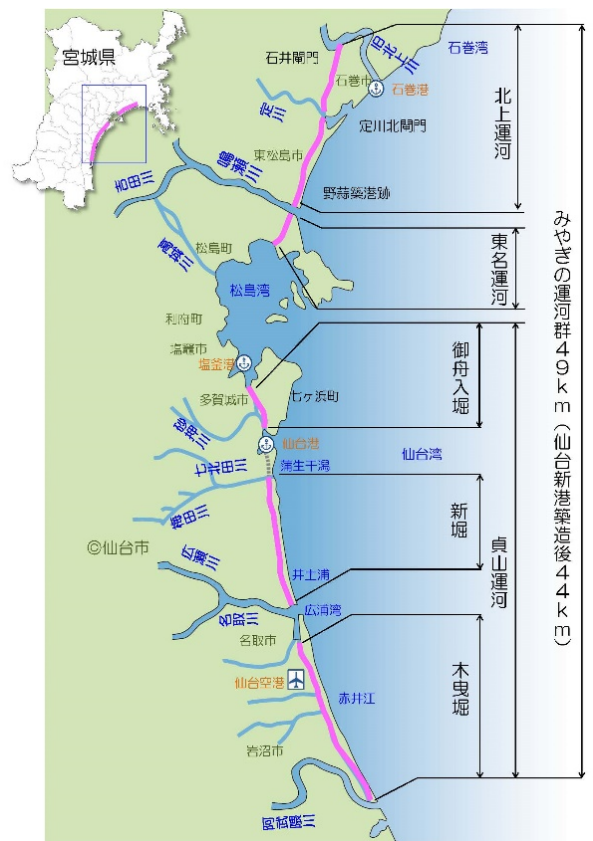 宮城県
石井閘門
旧北上川
石巻湾
石巻市
石巻港
定川
定川北閘門
東松島市
鳴瀬川
吉田川
野蒜築港跡
高城川
松島町
松島湾
利府町
塩竈市
塩釜港
多賀城市
七ヶ浜町
砂押川
仙台港
七北田川
蒲生干潟
仙台湾
梅田川
©仙台市
広瀬川
井土浦
名取川
広浦湾
名取市
仙台空港
赤井江
岩沼市
阿武隈川
北上運河
東名運河
御舟入堀
新堀
貞山運河
木曳堀
みやぎの運河群49km(仙台新港築造後44km)